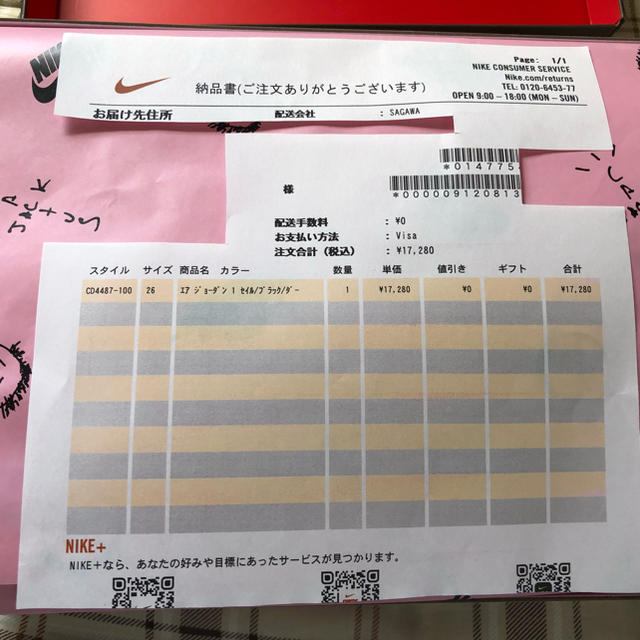 Page: 1/1
NIKE CONSUMER SERVICE
Nike.com/returns
TEL: 0120-6453-77
OPEN 9:00 - 18:00 (MON - SUN)
納品書(ご注文ありがとうございます)
お届け先住所 配送会社 : SAGAWA
*014775
様
*0000009120813
配送手数料 : ¥0
お支払い方法 : Visa
注文合計 (税込) : ¥17,280
スタイル サイズ 商品名 カラー 数量 単価 値引き ギフト 合計
CD4487-100 26 エア ジョーダン 1 セイル/ブラック/ダー 1 ¥17,280 ¥0 ¥0 ¥17,280
NIKE+
NIKE+なら、あなたの好みや目標にあったサービスが見つかります。
NIKE
JACK